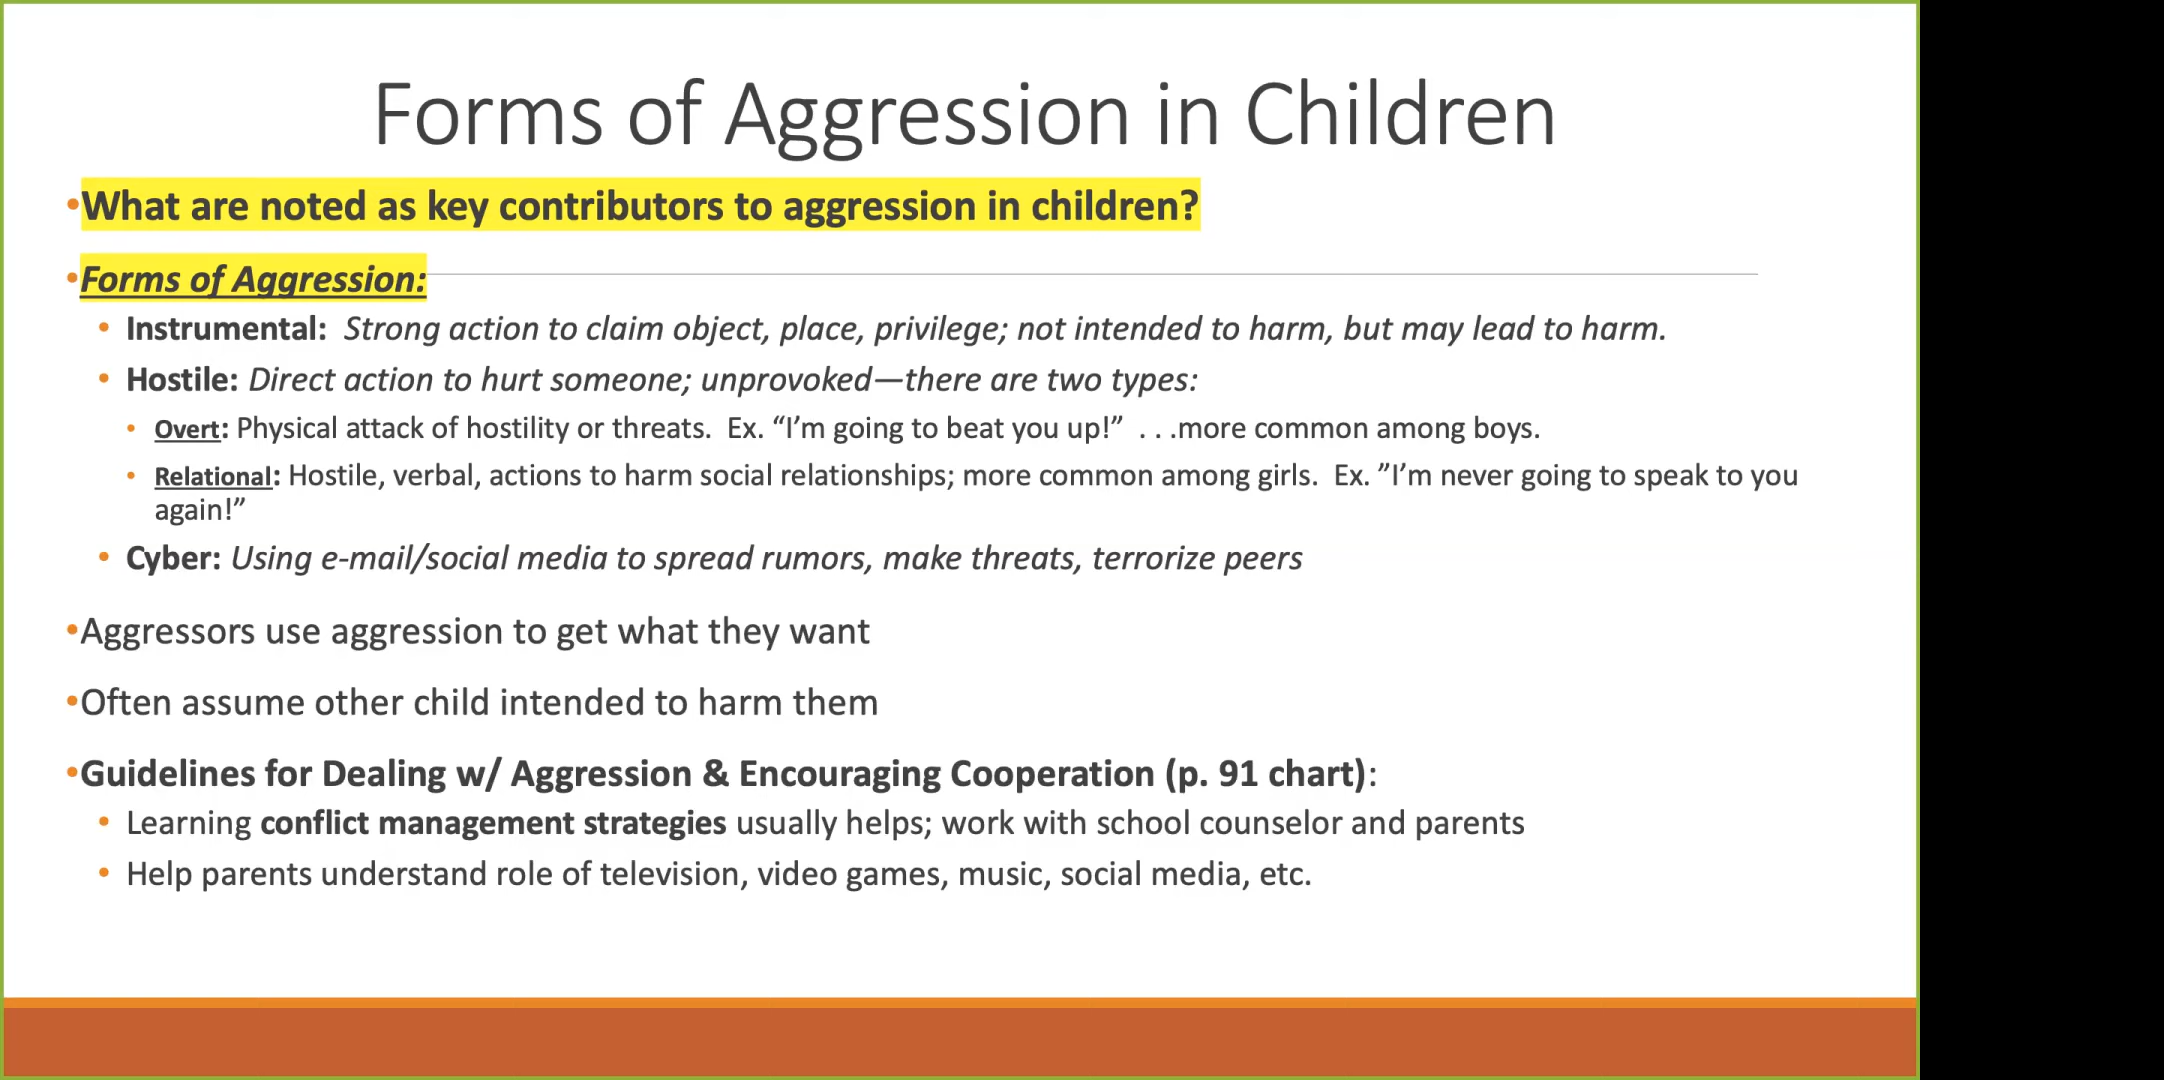 Forms of Aggression in Children
•What are noted as key contributors to aggression in children?
•Forms of Aggression:
• Instrumental: Strong action to claim object, place, privilege; not intended to harm, but may lead to harm.
• Hostile: Direct action to hurt someone; unprovoked—there are two types:
• Overt: Physical attack of hostility or threats. Ex. “I’m going to beat you up!” . . .more common among boys.
• Relational: Hostile, verbal, actions to harm social relationships; more common among girls. Ex. ”I’m never going to speak to you
again!”
• Cyber: Using e-mail/social media to spread rumors, make threats, terrorize peers
•Aggressors use aggression to get what they want
•Often assume other child intended to harm them
•Guidelines for Dealing w/ Aggression & Encouraging Cooperation (p. 91 chart):
• Learning conflict management strategies usually helps; work with school counselor and parents
• Help parents understand role of television, video games, music, social media, etc.